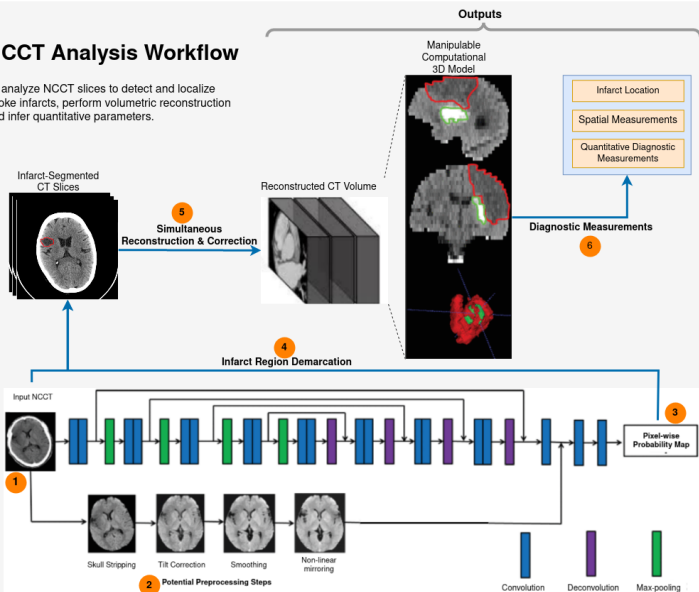 Outputs
CCT Analysis Workflow
analyze NCCT slices to detect and localize
oke infarcts, perform volumetric reconstruction
d infer quantitative parameters.
Manipulable
Computational
3D Model
Infarct Location
Spatial Measurements
Quantitative Diagnostic
Measurements
Infarct-Segmented
CT Slices
5
Simultaneous
Reconstruction & Correction
Reconstructed CT Volume
Diagnostic Measurements
6
4
Infarct Region Demarcation
Input NCCT
1
3
Pixel-wise
Probability Map
-
Skull Stripping
Tilt Correction
Smoothing
Non-linear
mirroring
2
Potential Preprocessing Steps
Convolution
Deconvolution
Max-pooling